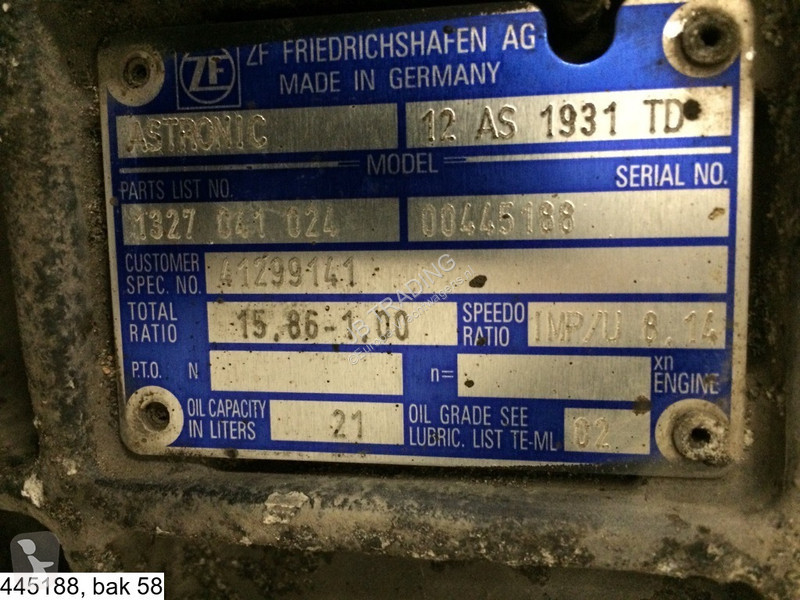 ZF
ZF FRIEDRICHSHAFEN AG
MADE IN GERMANY
ASTRONIC 12 AS 1931 TD
MODEL
PARTS LIST NO. SERIAL NO.
1327 041 024 00445188
CUSTOMER
SPEC. NO. 41299141
TOTAL
RATIO 15,86-1,00
SPEEDO
RATIO IMP/U 8.14
P.T.O. N n= xn
ENGINE
OIL CAPACITY
IN LITERS 21
OIL GRADE SEE
LUBRIC. LIST TE-ML 02
TRADING
445188, bak 58